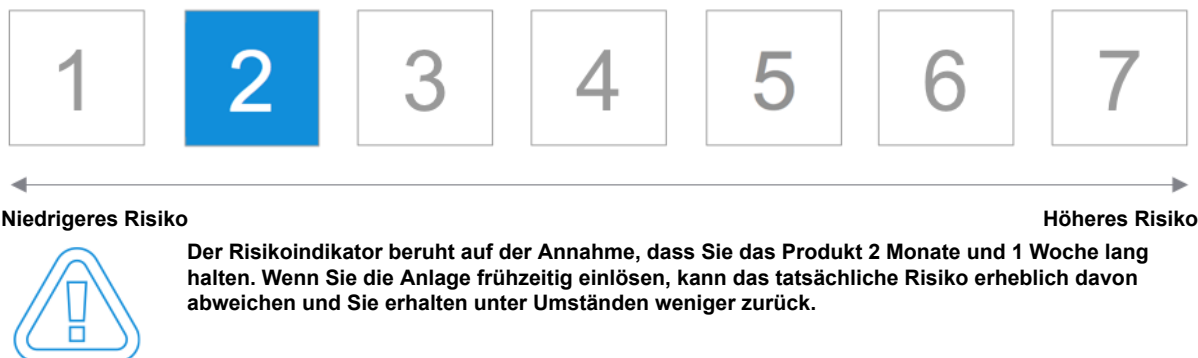 1 2 3 4 5 6 7
Niedrigeres Risiko Höheres Risiko
Der Risikoindikator beruht auf der Annahme, dass Sie das Produkt 2 Monate und 1 Woche lang
halten. Wenn Sie die Anlage frühzeitig einlösen, kann das tatsächliche Risiko erheblich davon
abweichen und Sie erhalten unter Umständen weniger zurück.